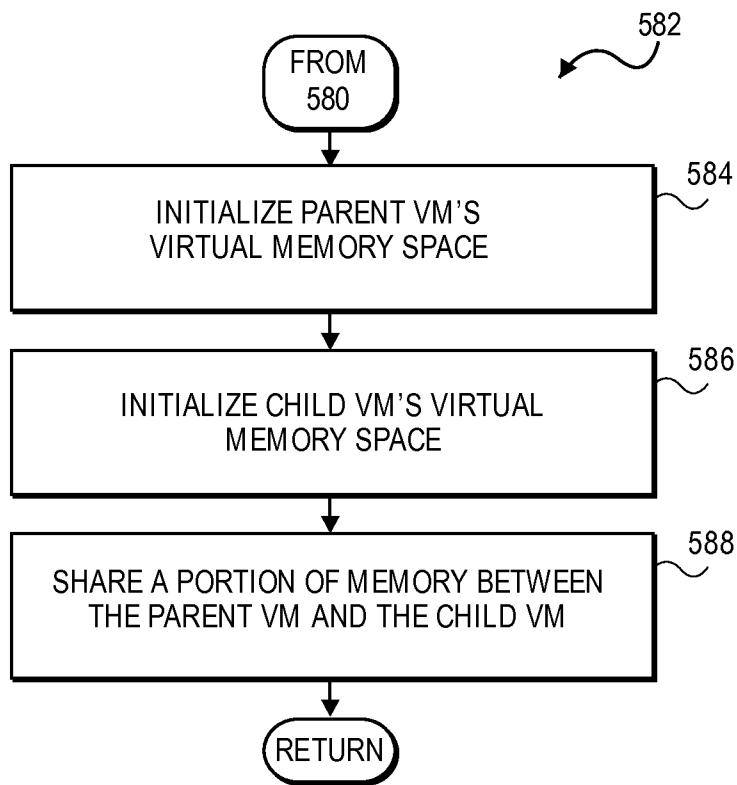 582
FROM
580
584
INITIALIZE PARENT VM'S
VIRTUAL MEMORY SPACE
586
INITIALIZE CHILD VM'S VIRTUAL
MEMORY SPACE
588
SHARE A PORTION OF MEMORY BETWEEN
THE PARENT VM AND THE CHILD VM
RETURN